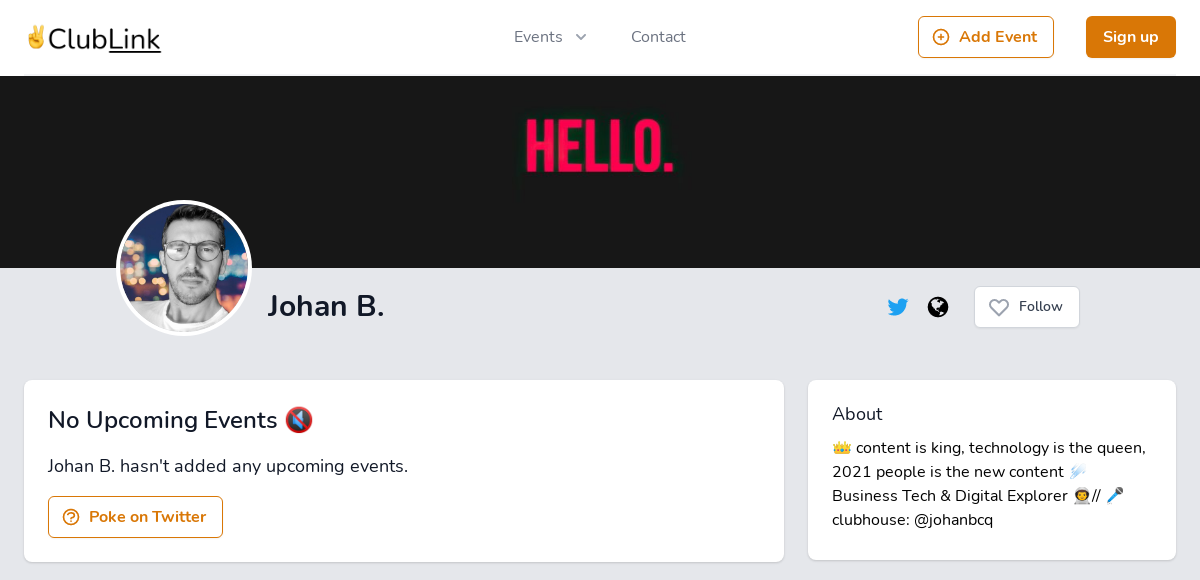 ✌️ClubLink
Events
Contact
Add Event
Sign up
HELLO.
Johan B.
Follow
No Upcoming Events 🔇
Johan B. hasn't added any upcoming events.
Poke on Twitter
About
👑 content is king, technology is the queen,
2021 people is the new content ☄️
Business Tech & Digital Explorer 👨‍🚀// 🎤
clubhouse: @johanbcq